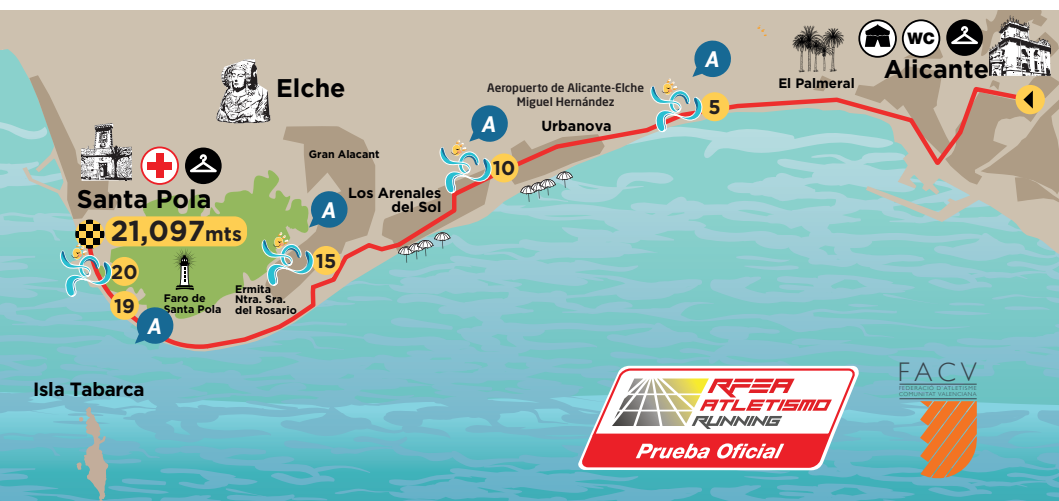 WC
Alicante
El Palmeral
A
5
Aeropuerto de Alicante-Elche
Miguel Hernández
Urbanova
Elche
A
10
Gran Alacant
Los Arenales
del Sol
A
15
Santa Pola
21,097mts
20
19
Faro de
Santa Pola
Ermita
Ntra. Sra.
del Rosario
A
Isla Tabarca
RFEA
ATLETISMO
RUNNING
Prueba Oficial
FACV
FEDERACIÓ D'ATLETISME
COMUNITAT VALENCIANA